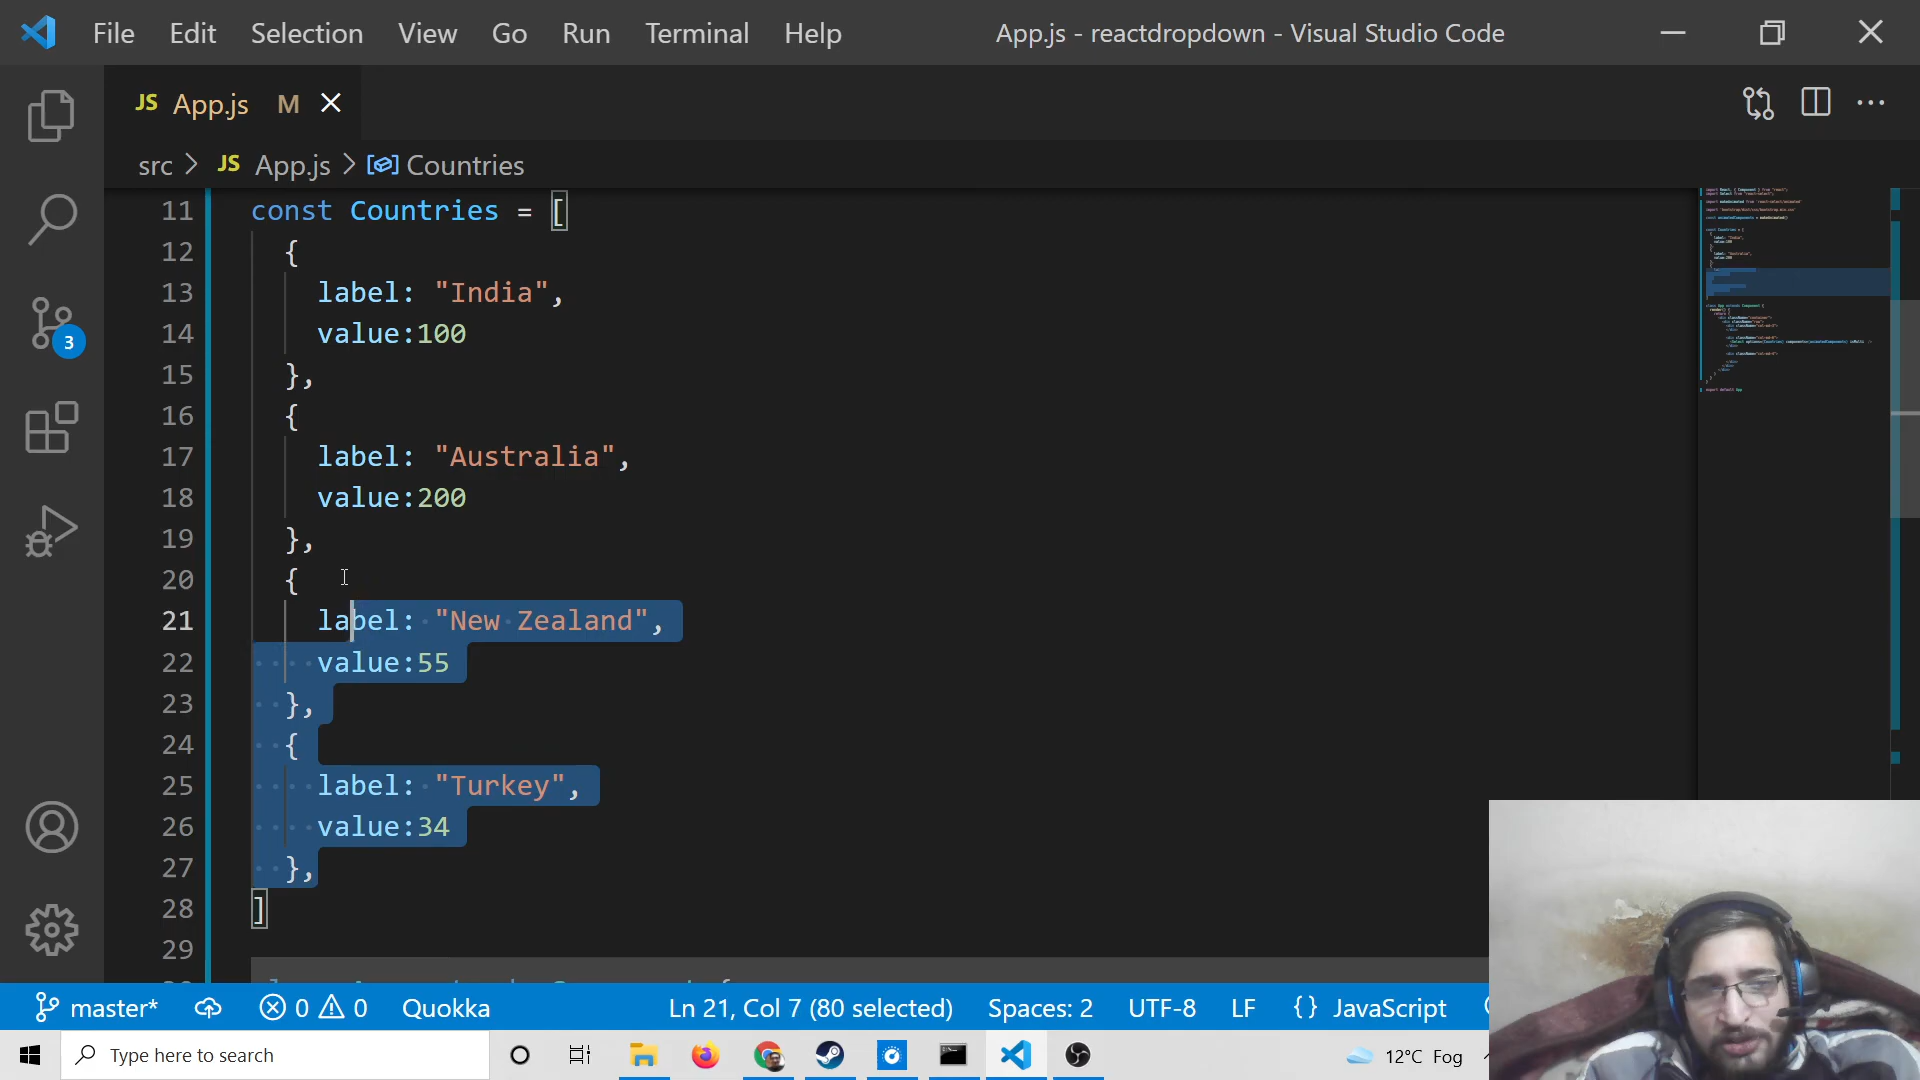 File Edit Selection View Go Run Terminal Help App.js - reactdropdown - Visual Studio Code
JS App.js M
src > JS App.js > Countries
11 const Countries = [
12 {
13 label: "India",
14 value:100
15 },
16 {
17 label: "Australia",
18 value:200
19 },
20 {
21 label: "New Zealand",
22 value:55
23 },
24 {
25 label: "Turkey",
26 value:34
27 },
28 ]
29
3
master* 0 0 Quokka Ln 21, Col 7 (80 selected) Spaces: 2 UTF-8 LF {} JavaScript
Type here to search 12°C Fog